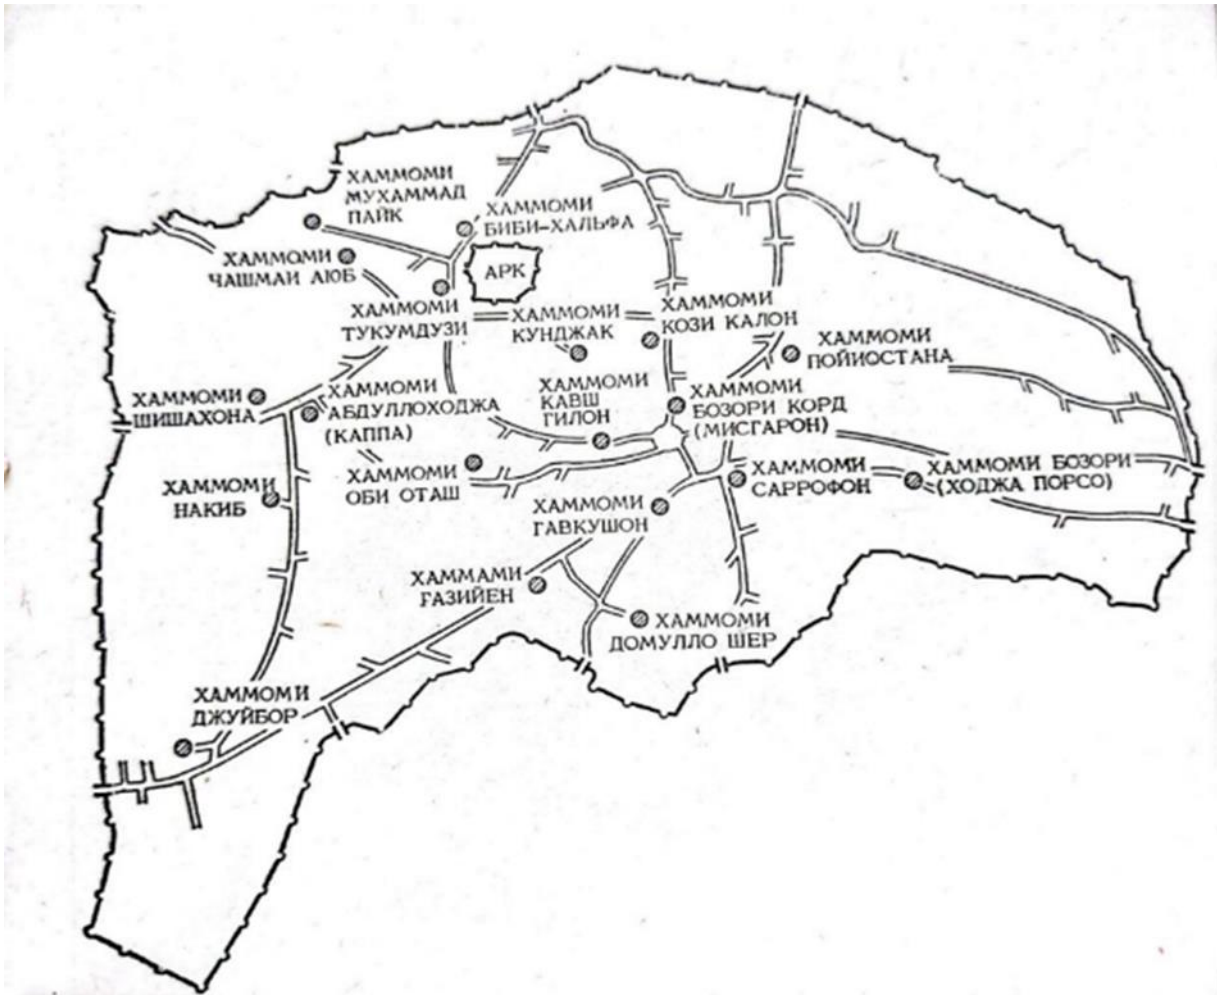 ХАММОМИ
МУХАММАД
ПАЙК
ХАММОМИ
БИБИ-ХАЛЬФА
ХАММОМИ
ЧАШМАИ АЮБ
АРК
ХАММОМИ
ТУКУМДУЗИ
ХАММОМИ
КУНДЖАК
ХАММОМИ
КОЗИ КАЛОН
ХАММОМИ
ПОЙИОСТАНА
ХАММОМИ
ШИШАХОНА
ХАММОМИ
АБДУЛЛОХОДЖА
(КАППА)
ХАММОМИ
КАВШ
ГИЛОН
ХАММОМИ
БОЗОРИ КОРД
(МИСГАРОН)
ХАММОМИ
НАКИБ
ХАММОМИ
ОБИ ОТАШ
ХАММОМИ
САРРОФОН
ХАММОМИ БОЗОРИ
(ХОДЖА ПОРСО)
ХАММОМИ
ГАВКУШОН
ХАММАМИ
ГАЗИЙЕН
ХАММОМИ
ДОМУЛЛО ШЕР
ХАММОМИ
ДЖУЙБОР